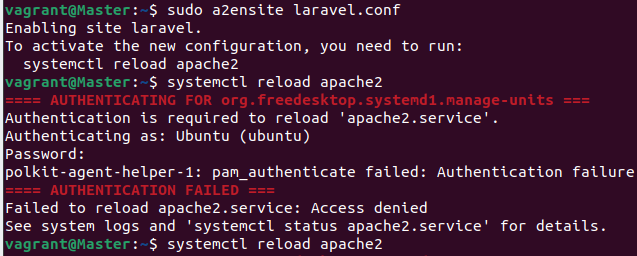 vagrant@Master:~$ sudo a2ensite laravel.conf
Enabling site laravel.
To activate the new configuration, you need to run:
  systemctl reload apache2
vagrant@Master:~$ systemctl reload apache2
==== AUTHENTICATING FOR org.freedesktop.systemd1.manage-units ===
Authentication is required to reload 'apache2.service'.
Authenticating as: Ubuntu (ubuntu)
Password:
polkit-agent-helper-1: pam_authenticate failed: Authentication failure
==== AUTHENTICATION FAILED ===
Failed to reload apache2.service: Access denied
See system logs and 'systemctl status apache2.service' for details.
vagrant@Master:~$ systemctl reload apache2